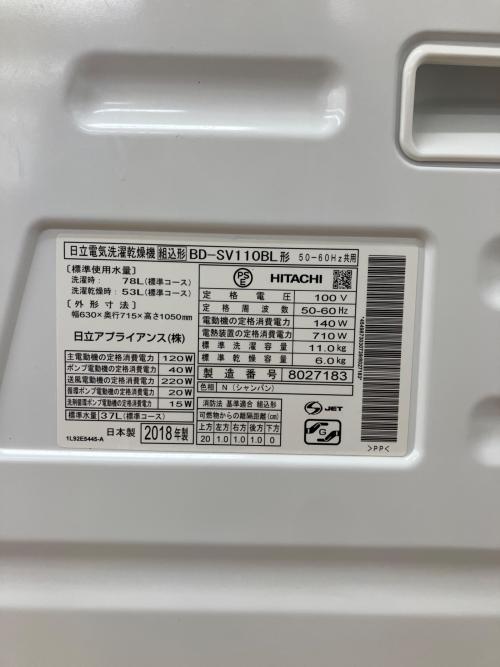 日立電気洗濯乾燥機 組込形 BD-SV110BL形 50-60Hz共用
〔標準使用水量〕
洗濯時: 78L(標準コース)
洗濯乾燥時: 53L(標準コース)
〔外形寸法〕
幅630×奥行715×高さ1050mm
日立アプライアンス(株)
主電動機の定格消費電力 120W
ポンプ電動機の定格消費電力 40W
送風電動機の定格消費電力 220W
循環ポンプ電動機の定格消費電力 20W
洗剤循環ポンプ電動機の定格消費電力 15W
標準水量: 37L(標準コース)
日本製 2018年製
1L92E5445-A
PS E HITACHI
定格電圧 100V
定格周波数 50-60Hz
電動機の定格消費電力 140W
電熱装置の定格消費電力 710W
標準洗濯容量 11.0kg
標準乾燥容量 6.0kg
製造番号 8027183
色相 N (シャンパン)
消防法 基準適合 組込形
可燃物からの離隔距離(cm)
上方 左方 右方 後方 下方
20 1.0 1.0 1.0 0
S JET
G
>PP<